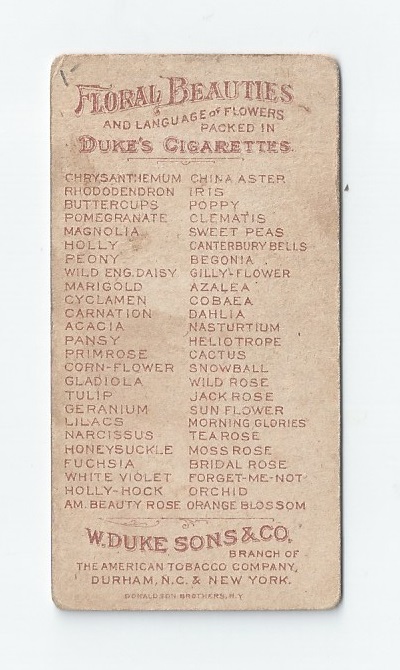 FLORAL BEAUTIES
AND LANGUAGE OF FLOWERS
PACKED IN
DUKE'S CIGARETTES.
CHRYSANTHEMUM CHINA ASTER
RHODODENDRON IRIS
BUTTERCUPS POPPY
POMEGRANATE CLEMATIS
MAGNOLIA SWEET PEAS
HOLLY CANTERBURY BELLS
PEONY BEGONIA
WILD ENG. DAISY GILLY-FLOWER
MARIGOLD AZALEA
CYCLAMEN COBAEA
CARNATION DAHLIA
ACACIA NASTURTIUM
PANSY HELIOTROPE
PRIMROSE CACTUS
CORN-FLOWER SNOWBALL
GLADIOLA WILD ROSE
TULIP JACK ROSE
GERANIUM SUN FLOWER
LILACS MORNING GLORIES
NARCISSUS TEA ROSE
HONEYSUCKLE MOSS ROSE
FUCHSIA BRIDAL ROSE
WHITE VIOLET FORGET-ME-NOT
HOLLY-HOCK ORCHID
AM. BEAUTY ROSE ORANGE BLOSSOM
W. DUKE SONS & CO.
BRANCH OF
THE AMERICAN TOBACCO COMPANY,
DURHAM, N.C. & NEW YORK.
DONALDSON BROTHERS, N.Y.